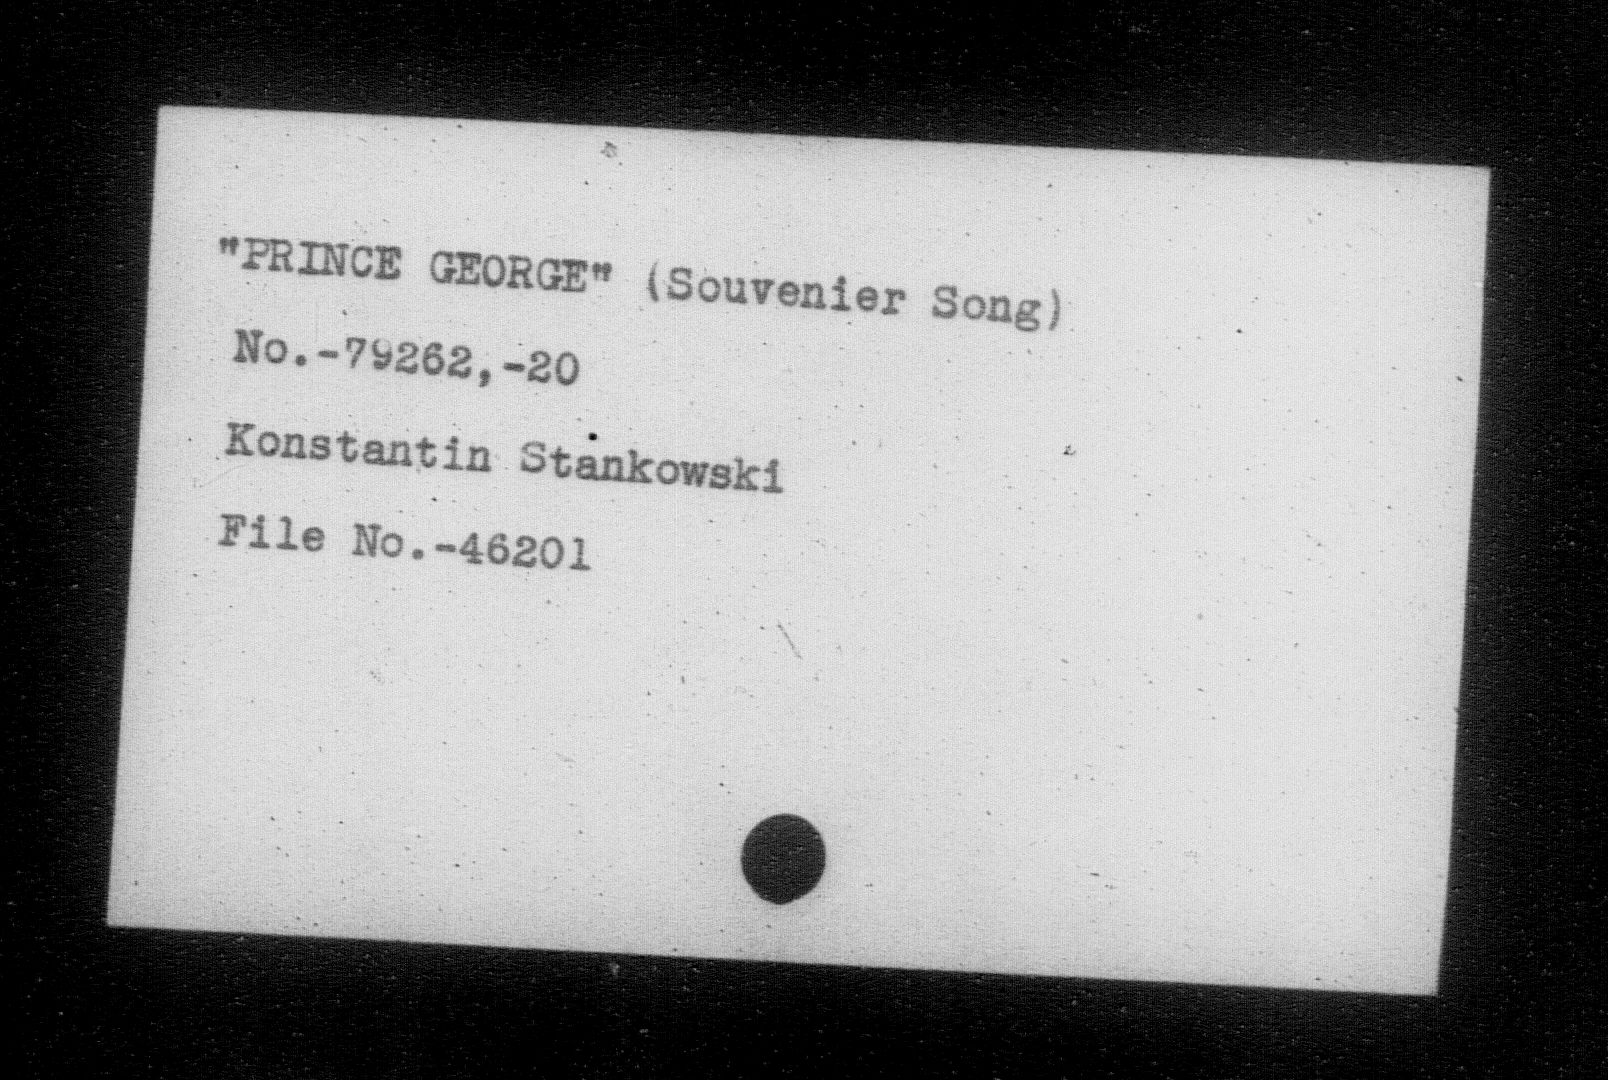 "PRINCE GEORGE" (Souvenier Song)
No.-79262,-20
Konstantin Stankowski
File No.-46201